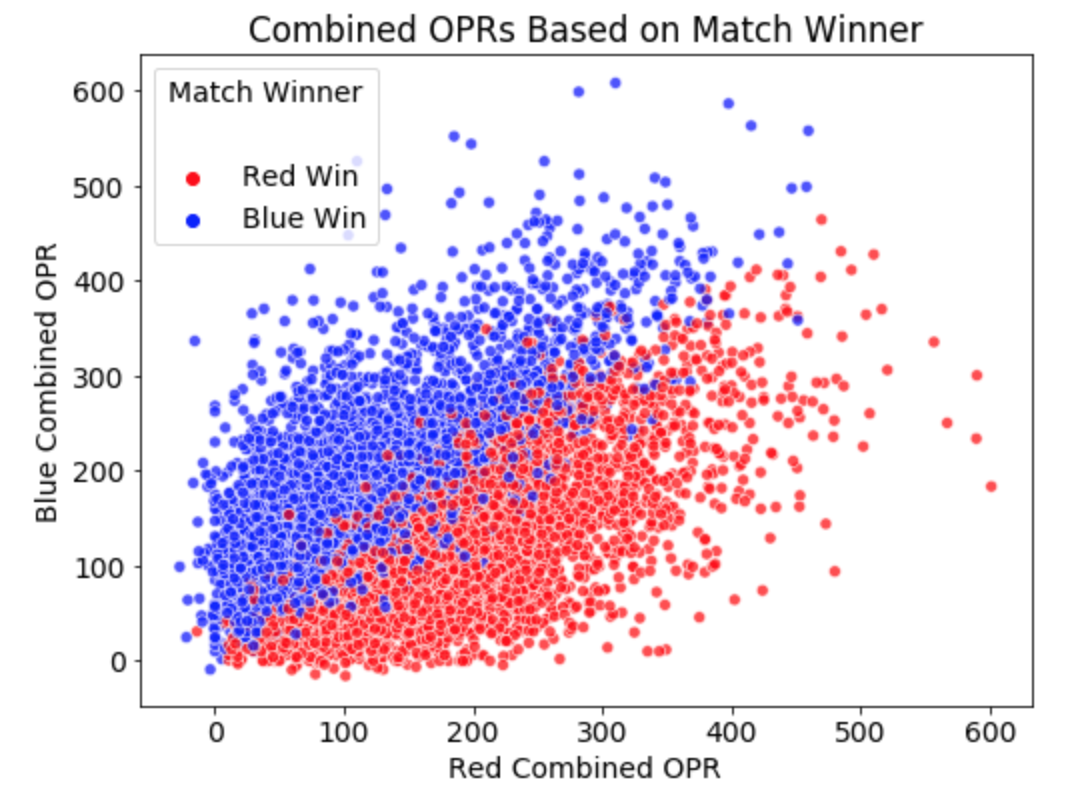 Combined OPRs Based on Match Winner
Match Winner
Red Win
Blue Win
Blue Combined OPR
600
500
400
300
200
100
0
0 100 200 300 400 500 600
Red Combined OPR